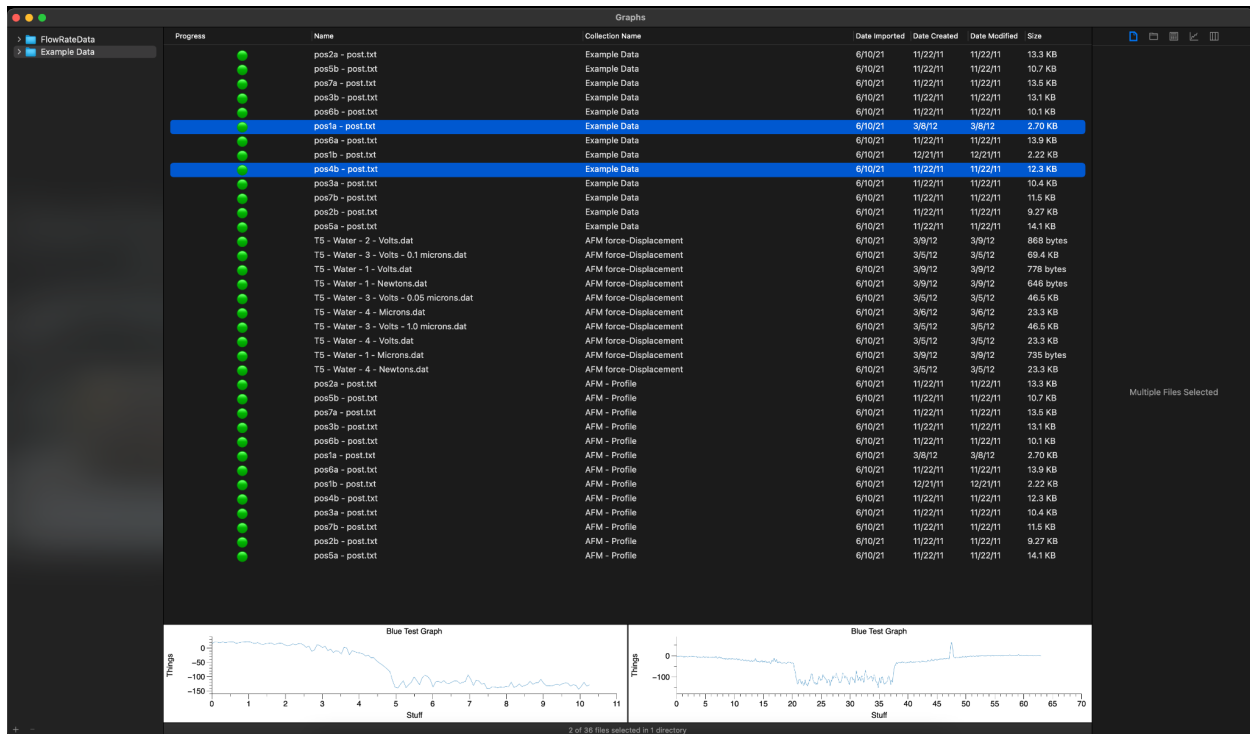 Graphs
FlowRateData
Example Data
Progress Name Collection Name Date Imported Date Created Date Modified Size
pos2a - post.txt Example Data 6/10/21 11/22/11 11/22/11 13.3 KB
pos5b - post.txt Example Data 6/10/21 11/22/11 11/22/11 10.7 KB
pos7a - post.txt Example Data 6/10/21 11/22/11 11/22/11 13.5 KB
pos3b - post.txt Example Data 6/10/21 11/22/11 11/22/11 13.1 KB
pos6b - post.txt Example Data 6/10/21 11/22/11 11/22/11 10.1 KB
pos1a - post.txt Example Data 6/10/21 3/8/12 3/8/12 2.70 KB
pos6a - post.txt Example Data 6/10/21 11/22/11 11/22/11 13.9 KB
pos1b - post.txt Example Data 6/10/21 12/21/11 12/21/11 2.22 KB
pos4b - post.txt Example Data 6/10/21 11/22/11 11/22/11 12.3 KB
pos3a - post.txt Example Data 6/10/21 11/22/11 11/22/11 10.4 KB
pos7b - post.txt Example Data 6/10/21 11/22/11 11/22/11 11.5 KB
pos2b - post.txt Example Data 6/10/21 11/22/11 11/22/11 9.27 KB
pos5a - post.txt Example Data 6/10/21 11/22/11 11/22/11 14.1 KB
T5 - Water - 2 - Volts.dat AFM force-Displacement 6/10/21 3/9/12 3/9/12 868 bytes
T5 - Water - 3 - Volts - 0.1 microns.dat AFM force-Displacement 6/10/21 3/5/12 3/5/12 69.4 KB
T5 - Water - 1 - Volts.dat AFM force-Displacement 6/10/21 3/9/12 3/9/12 778 bytes
T5 - Water - 1 - Newtons.dat AFM force-Displacement 6/10/21 3/9/12 3/9/12 646 bytes
T5 - Water - 3 - Volts - 0.05 microns.dat AFM force-Displacement 6/10/21 3/5/12 3/5/12 46.5 KB
T5 - Water - 4 - Microns.dat AFM force-Displacement 6/10/21 3/6/12 3/6/12 23.3 KB
T5 - Water - 3 - Volts - 1.0 microns.dat AFM force-Displacement 6/10/21 3/5/12 3/5/12 46.5 KB
T5 - Water - 4 - Volts.dat AFM force-Displacement 6/10/21 3/5/12 3/5/12 23.3 KB
T5 - Water - 1 - Microns.dat AFM force-Displacement 6/10/21 3/9/12 3/9/12 735 bytes
T5 - Water - 4 - Newtons.dat AFM force-Displacement 6/10/21 3/5/12 3/5/12 23.3 KB
pos2a - post.txt AFM - Profile 6/10/21 11/22/11 11/22/11 13.3 KB
pos5b - post.txt AFM - Profile 6/10/21 11/22/11 11/22/11 10.7 KB
pos7a - post.txt AFM - Profile 6/10/21 11/22/11 11/22/11 13.5 KB
pos3b - post.txt AFM - Profile 6/10/21 11/22/11 11/22/11 13.1 KB
pos6b - post.txt AFM - Profile 6/10/21 11/22/11 11/22/11 10.1 KB
pos1a - post.txt AFM - Profile 6/10/21 3/8/12 3/8/12 2.70 KB
pos6a - post.txt AFM - Profile 6/10/21 11/22/11 11/22/11 13.9 KB
pos1b - post.txt AFM - Profile 6/10/21 12/21/11 12/21/11 2.22 KB
pos4b - post.txt AFM - Profile 6/10/21 11/22/11 11/22/11 12.3 KB
pos3a - post.txt AFM - Profile 6/10/21 11/22/11 11/22/11 10.4 KB
pos7b - post.txt AFM - Profile 6/10/21 11/22/11 11/22/11 11.5 KB
pos2b - post.txt AFM - Profile 6/10/21 11/22/11 11/22/11 9.27 KB
pos5a - post.txt AFM - Profile 6/10/21 11/22/11 11/22/11 14.1 KB
Multiple Files Selected
Blue Test Graph
Things
0
−50
−100
−150
0 1 2 3 4 5 6 7 8 9 10 11
Stuff
Blue Test Graph
Things
0
−100
0 5 10 15 20 25 30 35 40 45 50 55 60 65 70
Stuff
2 of 36 files selected in 1 directory